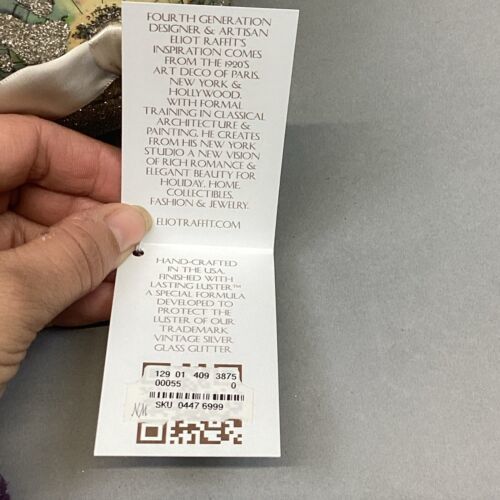 FOURTH GENERATION
DESIGNER & ARTISAN
ELIOT RAFFIT'S
INSPIRATION COMES
FROM THE 1920'S
ART DECO OF PARIS,
NEW YORK &
HOLLYWOOD.
WITH FORMAL
TRAINING IN CLASSICAL
ARCHITECTURE &
PAINTING, HE CREATES
FROM HIS NEW YORK
STUDIO A NEW VISION
OF RICH ROMANCE &
ELEGANT BEAUTY FOR
HOLIDAY, HOME,
COLLECTIBLES,
FASHION & JEWELRY.
ELIOTRAFFIT.COM
HAND-CRAFTED
IN THE USA.
FINISHED WITH
LASTING LUSTER™
A SPECIAL FORMULA
DEVELOPED TO
PROTECT THE
LUSTER OF OUR
TRADEMARK
VINTAGE SILVER
GLASS GLITTER.
129 01 409 3875
00055 0
NM SKU 0447 6999